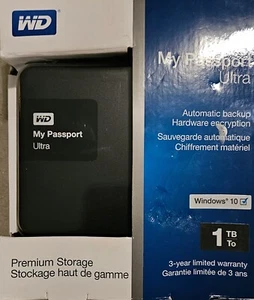 WD
My Passport
Ultra
WD
My Passport
Ultra
Automatic backup
Hardware encryption
Sauvegarde automatique
Chiffrement matériel
Windows® 10
1 TB
To
Premium Storage
Stockage haut de gamme
3-year limited warranty
Garantie limitée de 3 ans